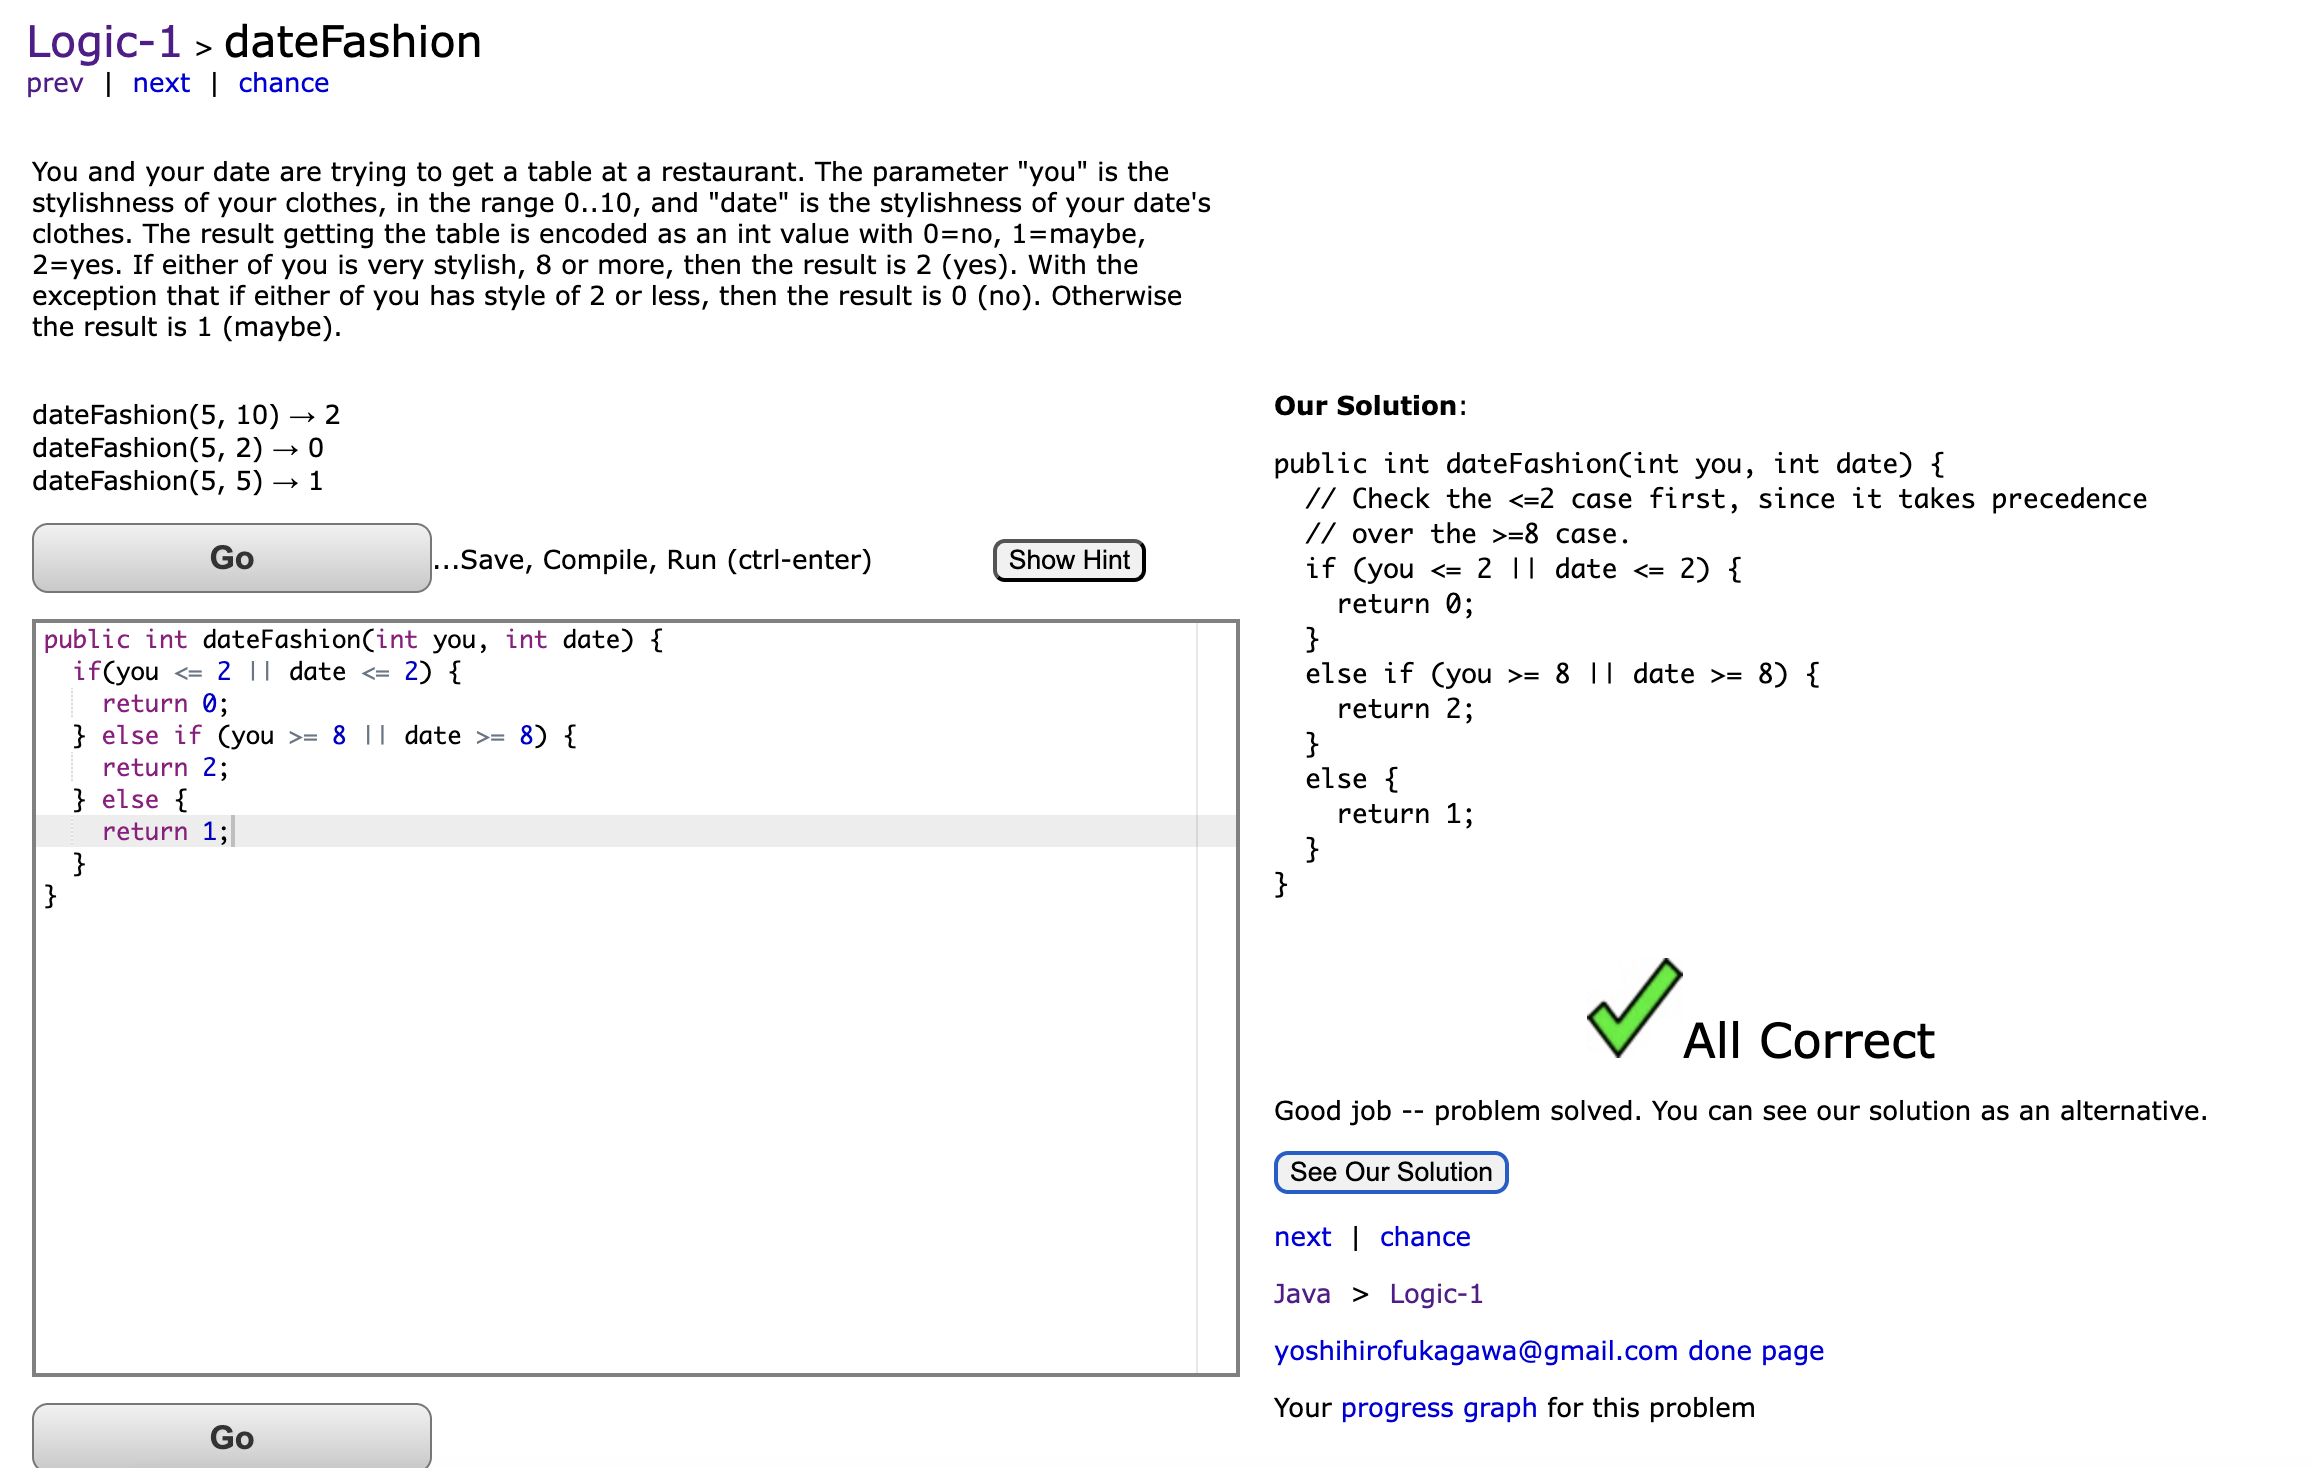 Logic-1 > dateFashion
prev | next | chance
You and your date are trying to get a table at a restaurant. The parameter "you" is the
stylishness of your clothes, in the range 0..10, and "date" is the stylishness of your date's
clothes. The result getting the table is encoded as an int value with 0=no, 1=maybe,
2=yes. If either of you is very stylish, 8 or more, then the result is 2 (yes). With the
exception that if either of you has style of 2 or less, then the result is 0 (no). Otherwise
the result is 1 (maybe).
dateFashion(5, 10) → 2
dateFashion(5, 2) → 0
dateFashion(5, 5) → 1
Go
...Save, Compile, Run (ctrl-enter)
Show Hint
public int dateFashion(int you, int date) {
  if(you <= 2 || date <= 2) {
    return 0;
  } else if (you >= 8 || date >= 8) {
    return 2;
  } else {
    return 1;
  }
}
Go
Our Solution:
public int dateFashion(int you, int date) {
  // Check the <=2 case first, since it takes precedence
  // over the >=8 case.
  if (you <= 2 || date <= 2) {
    return 0;
  }
  else if (you >= 8 || date >= 8) {
    return 2;
  }
  else {
    return 1;
  }
}
All Correct
Good job -- problem solved. You can see our solution as an alternative.
See Our Solution
next | chance
Java > Logic-1
yoshihirofukagawa@gmail.com done page
Your progress graph for this problem